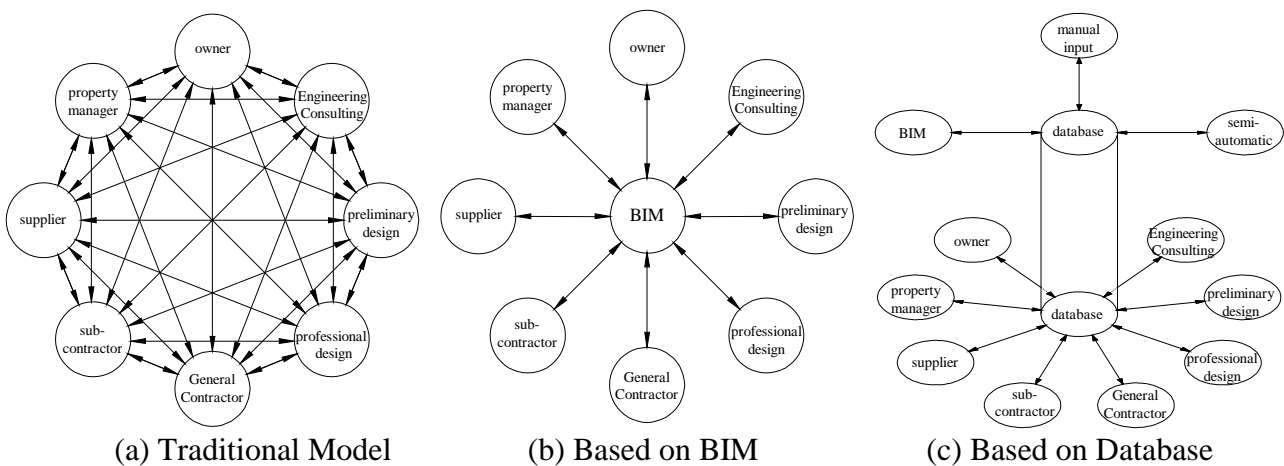 owner
property
manager
Engineering
Consulting
supplier
preliminary
design
sub-
contractor
professional
design
General
Contractor
(a) Traditional Model
owner
property
manager
Engineering
Consulting
supplier
BIM
preliminary
design
sub-
contractor
professional
design
General
Contractor
(b) Based on BIM
manual
input
BIM
database
semi-
automatic
owner
Engineering
Consulting
property
manager
database
preliminary
design
supplier
professional
design
sub-
contractor
General
Contractor
(c) Based on Database